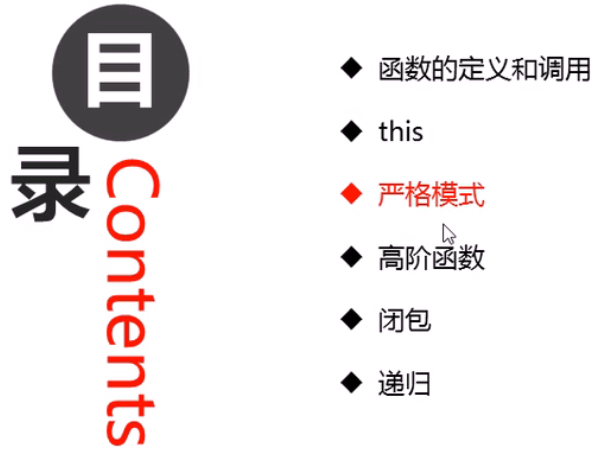 目
录
Contents
◆ 函数的定义和调用
◆ this
◆ 严格模式
◆ 高阶函数
◆ 闭包
◆ 递归